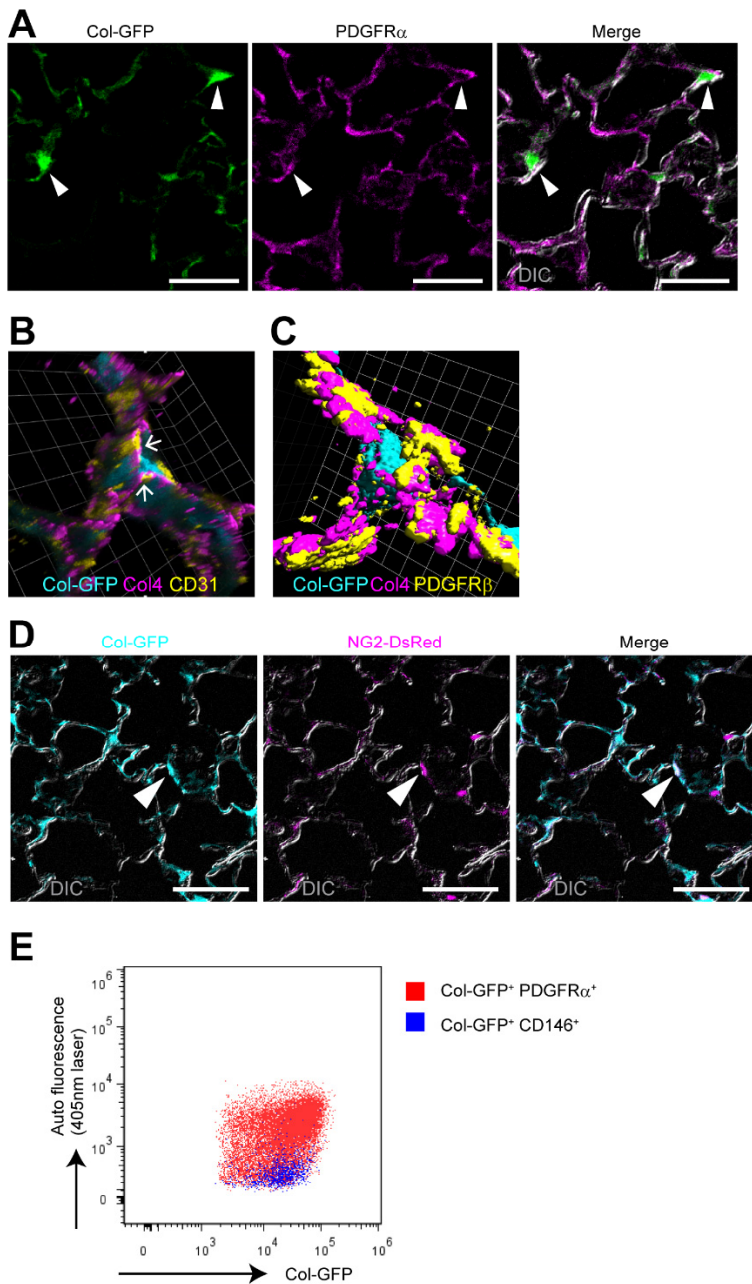 A
Col-GFP PDGFRα Merge
DIC
B
Col-GFP Col4 CD31
C
Col-GFP Col4 PDGFRβ
D
Col-GFP NG2-DsRed Merge
DIC DIC DIC
E
Auto fluorescence
(405nm laser)
10⁶
10⁵
10⁴
10³
0
0 10³ 10⁴ 10⁵ 10⁶
Col-GFP
Col-GFP⁺ PDGFRα⁺
Col-GFP⁺ CD146⁺